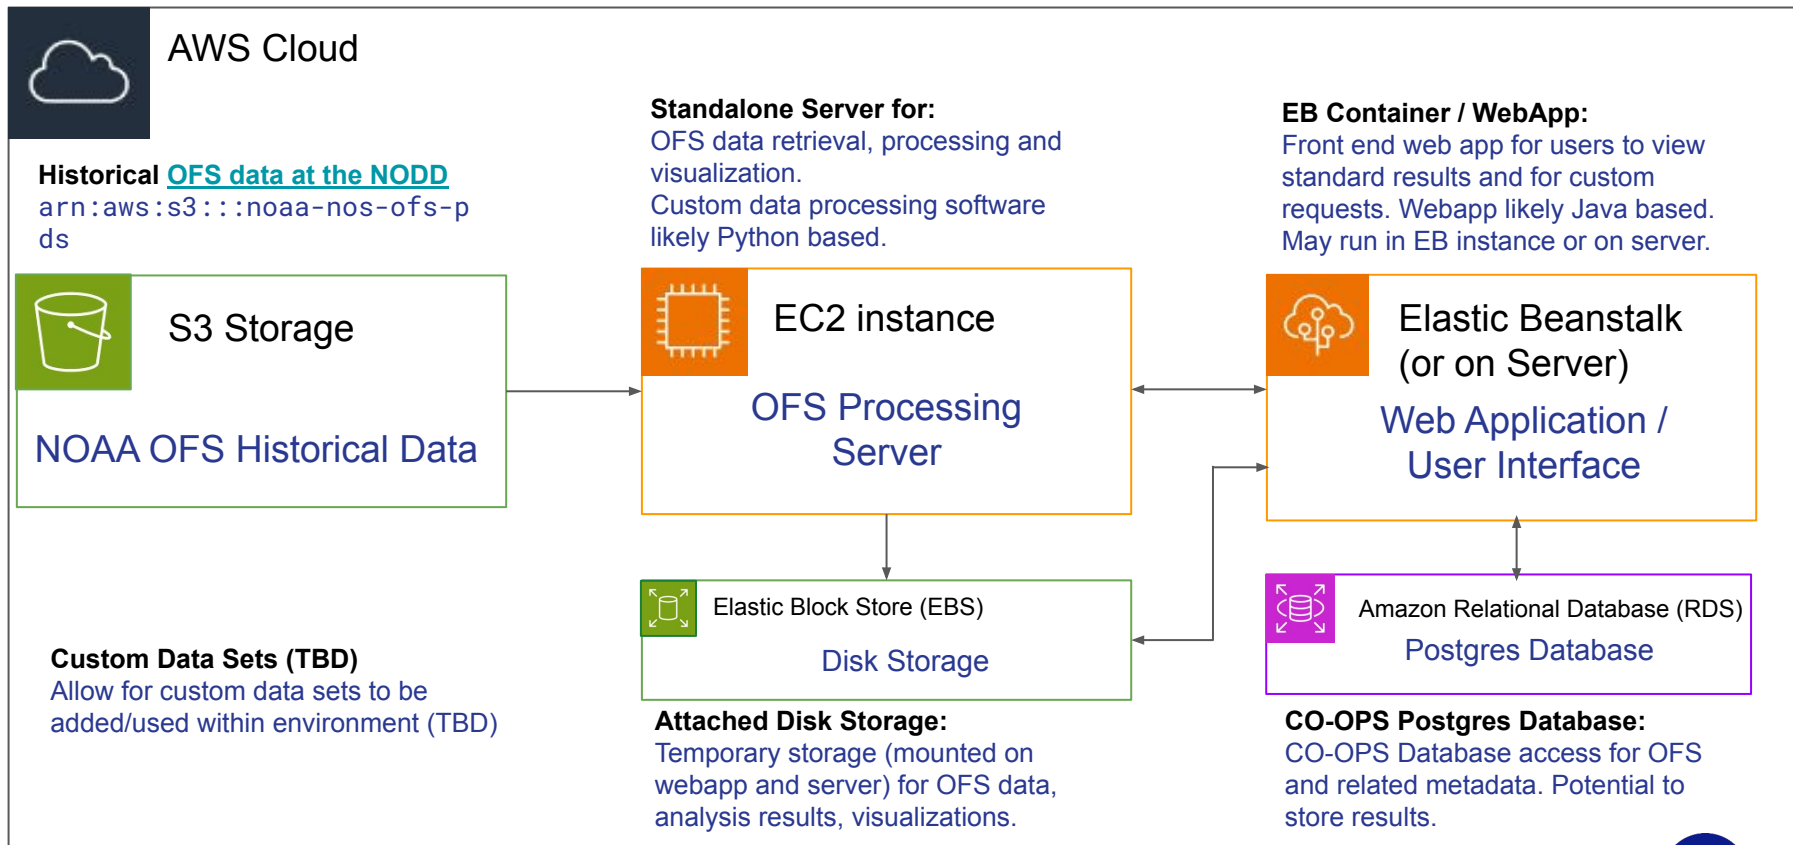 AWS Cloud
Historical OFS data at the NODD
arn:aws:s3:::noaa-nos-ofs-p
ds
S3 Storage
NOAA OFS Historical Data
Custom Data Sets (TBD)
Allow for custom data sets to be
added/used within environment (TBD)
Standalone Server for:
OFS data retrieval, processing and
visualization.
Custom data processing software
likely Python based.
EC2 instance
OFS Processing
Server
Elastic Block Store (EBS)
Disk Storage
Attached Disk Storage:
Temporary storage (mounted on
webapp and server) for OFS data,
analysis results, visualizations.
EB Container / WebApp:
Front end web app for users to view
standard results and for custom
requests. Webapp likely Java based.
May run in EB instance or on server.
Elastic Beanstalk
(or on Server)
Web Application /
User Interface
Amazon Relational Database (RDS)
Postgres Database
CO-OPS Postgres Database:
CO-OPS Database access for OFS
and related metadata. Potential to
store results.